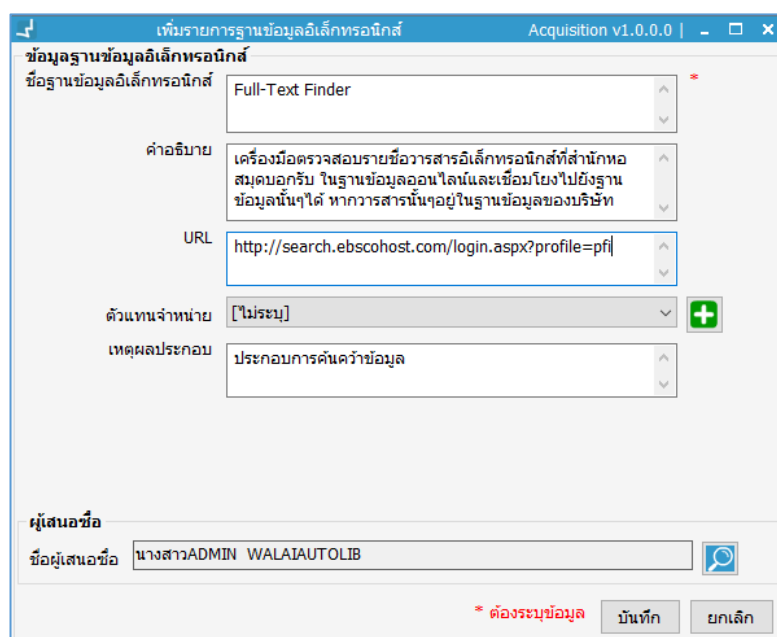 เพิ่มรายการฐานข้อมูลอิเล็กทรอนิกส์ Acquisition v1.0.0.0 |
ข้อมูลฐานข้อมูลอิเล็กทรอนิกส์
ชื่อฐานข้อมูลอิเล็กทรอนิกส์ Full-Text Finder *
คำอธิบาย เครื่องมือตรวจสอบรายชื่อวารสารอิเล็กทรอนิกส์ที่สำนักหอ
สมุดบอกรับ ในฐานข้อมูลออนไลน์และเชื่อมโยงไปยังฐาน
ข้อมูลนั้นๆได้ หากวารสารนั้นๆอยู่ในฐานข้อมูลของบริษัท
URL http://search.ebscohost.com/login.aspx?profile=pfi
ตัวแทนจำหน่าย [ไม่ระบุ]
เหตุผลประกอบ ประกอบการค้นคว้าข้อมูล
ผู้เสนอซื้อ
ชื่อผู้เสนอซื้อ นางสาวADMIN WALAIAUTOLIB
* ต้องระบุข้อมูล บันทึก ยกเลิก